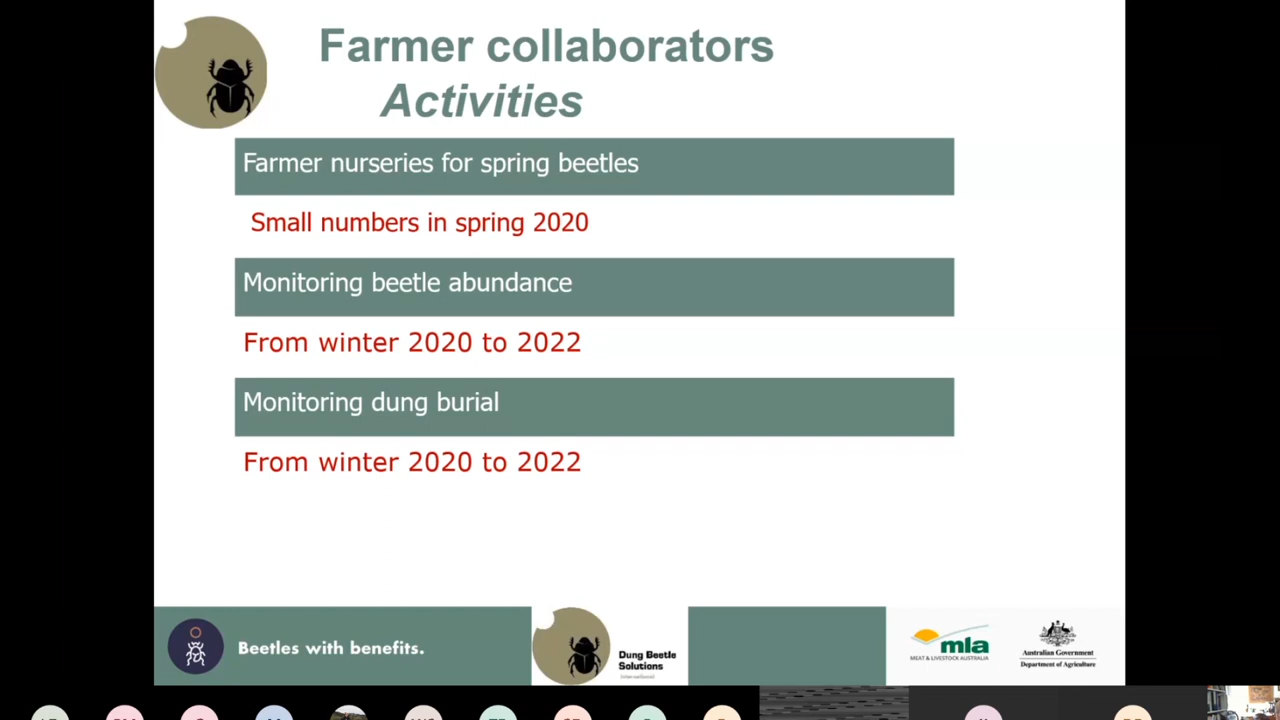 Farmer collaborators
Activities
Farmer nurseries for spring beetles
Small numbers in spring 2020
Monitoring beetle abundance
From winter 2020 to 2022
Monitoring dung burial
From winter 2020 to 2022
Beetles with benefits.
Dung Beetle
Solutions
International
mla
MEAT & LIVESTOCK AUSTRALIA
Australian Government
Department of Agriculture